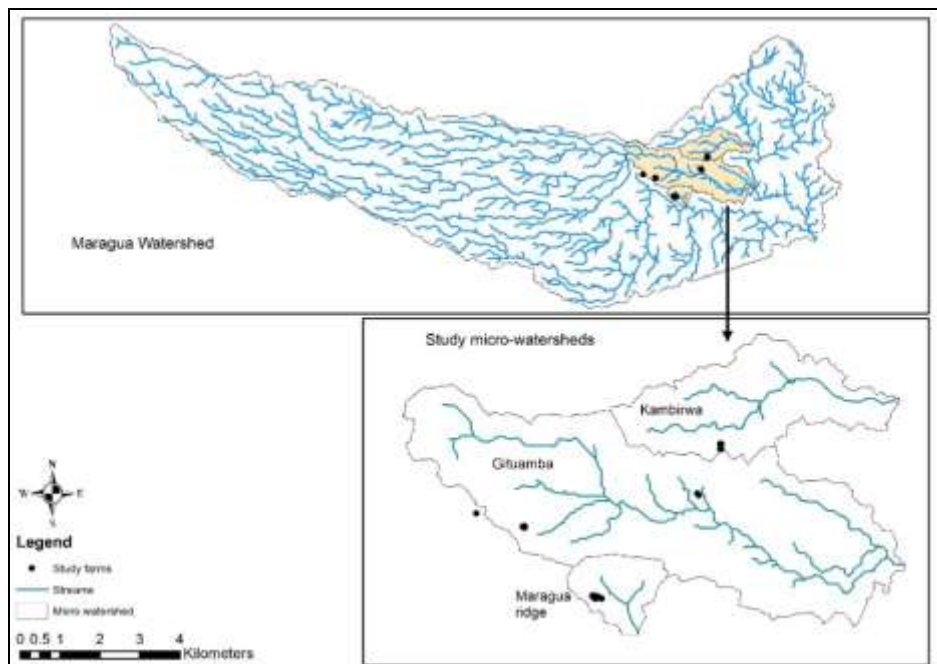 Maragua Watershed
Study micro-watersheds
Kambirwa
Gituamba
Maragua
ridge
N
W E
S
Legend
Study farms
Streams
Micro watershed
0 0.5 1 2 3 4
Kilometers